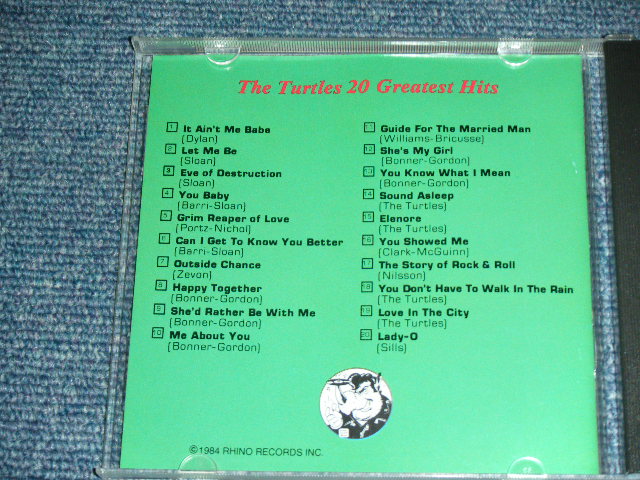 The Turtles 20 Greatest Hits
1 It Ain't Me Babe
(Dylan)
2 Let Me Be
(Sloan)
3 Eve of Destruction
(Sloan)
4 You Baby
(Barri-Sloan)
5 Grim Reaper of Love
(Portz-Nichol)
6 Can I Get To Know You Better
(Barri-Sloan)
7 Outside Chance
(Zevon)
8 Happy Together
(Bonner-Gordon)
9 She'd Rather Be With Me
(Bonner-Gordon)
10 Me About You
(Bonner-Gordon)
11 Guide For The Married Man
(Williams-Bricusse)
12 She's My Girl
(Bonner-Gordon)
13 You Know What I Mean
(Bonner-Gordon)
14 Sound Asleep
(The Turtles)
15 Elenore
(The Turtles)
16 You Showed Me
(Clark-McGuinn)
17 The Story of Rock & Roll
(Nilsson)
18 You Don't Have To Walk In The Rain
(The Turtles)
19 Love In The City
(The Turtles)
20 Lady-O
(Sills)
©1984 RHINO RECORDS INC.